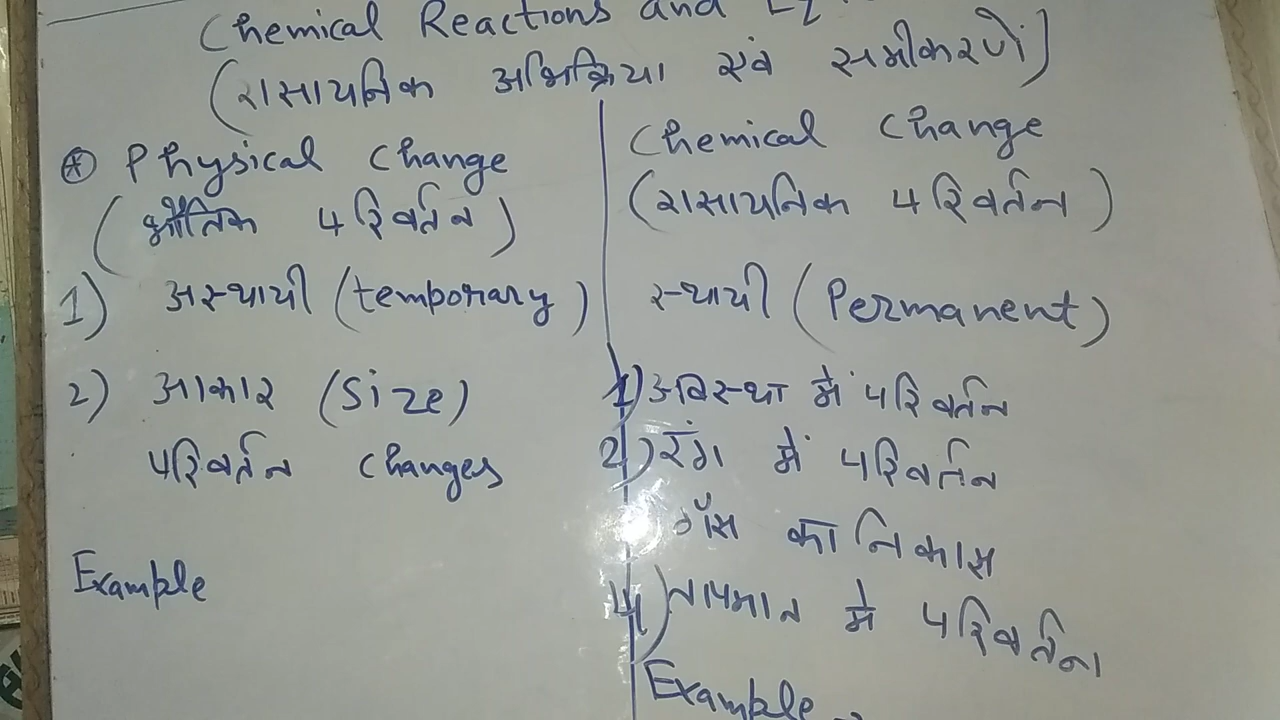 Chemical Reactions and
(रासायनिक अभिक्रिया एवं समीकरणें)
Physical Change
(भौतिक परिवर्तन)
1) अस्थायी (temporary)
2) आकार (Size)
परिवर्तन Changes
Example
Chemical Change
(रासायनिक परिवर्तन)
स्थायी (Permanent)
1) अवस्था में परिवर्तन
2) रंग में परिवर्तन
गैस का निकास
4) तापमान में परिवर्तन
Example